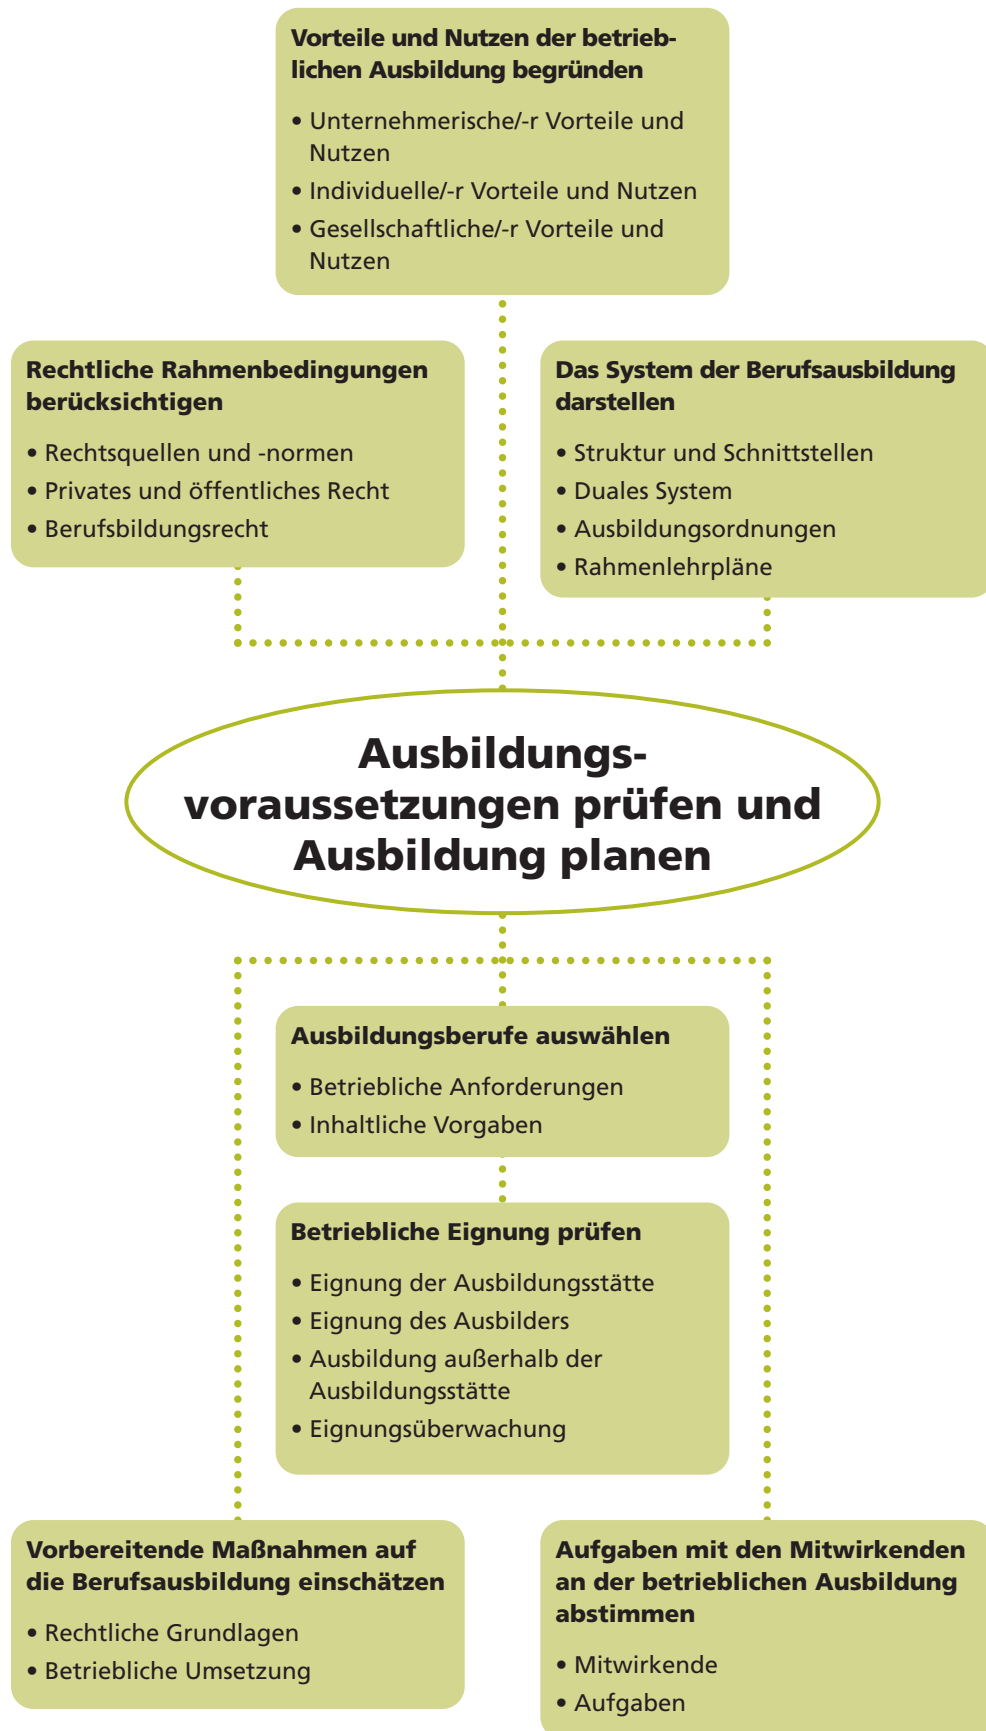 Vorteile und Nutzen der betrieb-
lichen Ausbildung begründen
• Unternehmerische/-r Vorteile und
Nutzen
• Individuelle/-r Vorteile und Nutzen
• Gesellschaftliche/-r Vorteile und
Nutzen
Rechtliche Rahmenbedingungen
berücksichtigen
• Rechtsquellen und -normen
• Privates und öffentliches Recht
• Berufsbildungsrecht
Das System der Berufsausbildung
darstellen
• Struktur und Schnittstellen
• Duales System
• Ausbildungsordnungen
• Rahmenlehrpläne
Ausbildungs-
voraussetzungen prüfen und
Ausbildung planen
Ausbildungsberufe auswählen
• Betriebliche Anforderungen
• Inhaltliche Vorgaben
Betriebliche Eignung prüfen
• Eignung der Ausbildungsstätte
• Eignung des Ausbilders
• Ausbildung außerhalb der
Ausbildungsstätte
• Eignungsüberwachung
Vorbereitende Maßnahmen auf
die Berufsausbildung einschätzen
• Rechtliche Grundlagen
• Betriebliche Umsetzung
Aufgaben mit den Mitwirkenden
an der betrieblichen Ausbildung
abstimmen
• Mitwirkende
• Aufgaben